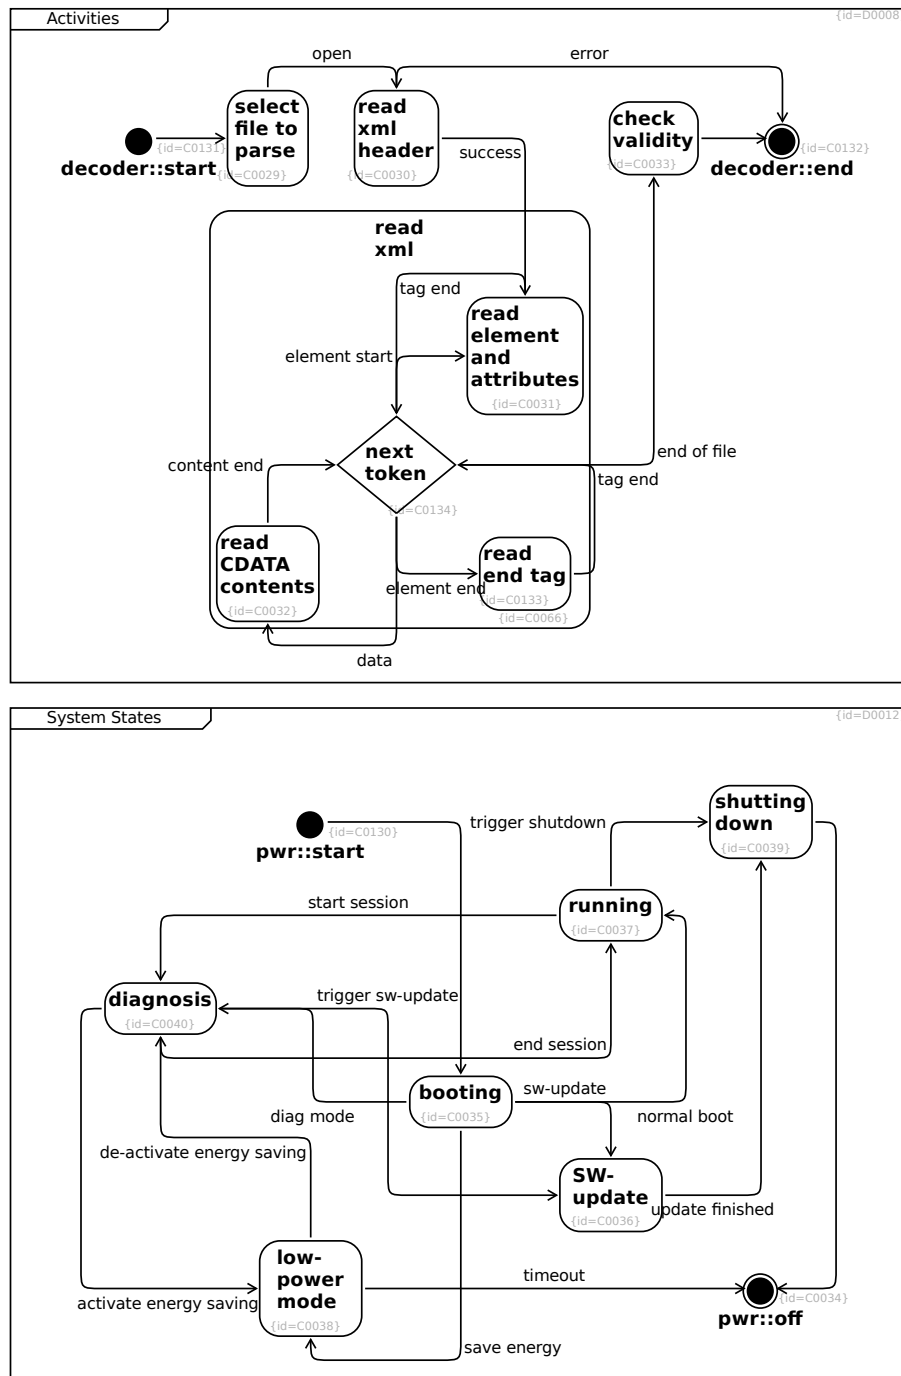 Activities
{id=D0008
open
error
select
file to
parse
{id=C0029}
read
xml
header
{id=C0030}
check
validity
{id=C0033}
{id=C0131}
decoder::start
{id=C0132}
decoder::end
success
read
xml
tag end
read
element
and
attributes
{id=C0031}
element start
next
token
{id=C0134}
content end
end of file
tag end
read
CDATA
contents
{id=C0032}
read
end tag
{id=C0133}
element end
{id=C0066}
data
System States
{id=D0012
shutting
down
{id=C0039}
trigger shutdown
{id=C0130}
pwr::start
start session
running
{id=C0037}
diagnosis
{id=C0040}
trigger sw-update
end session
booting
{id=C0035}
sw-update
diag mode
normal boot
de-activate energy saving
SW-
update
{id=C0036}
update finished
low-
power
mode
{id=C0038}
timeout
activate energy saving
{id=C0034}
pwr::off
save energy